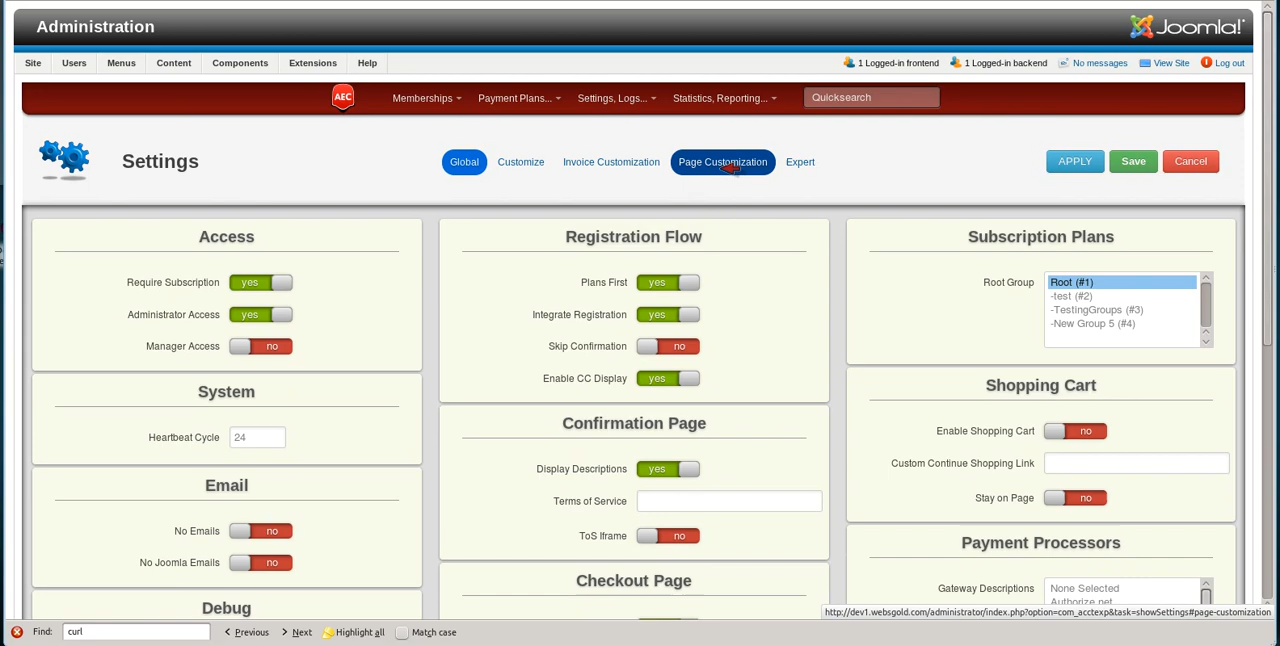 Administration
Joomla!
Site Users Menus Content Components Extensions Help
1 Logged-in frontend 1 Logged-in backend No messages View Site Log out
AEC Memberships Payment Plans... Settings, Logs... Statistics, Reporting... Quicksearch
Settings Global Customize Invoice Customization Page Customization Expert APPLY Save Cancel
Access
Require Subscription yes
Administrator Access yes
Manager Access no
System
Heartbeat Cycle 24
Email
No Emails no
No Joomla Emails no
Debug
Registration Flow
Plans First yes
Integrate Registration yes
Skip Confirmation no
Enable CC Display yes
Confirmation Page
Display Descriptions yes
Terms of Service
ToS Iframe no
Checkout Page
Subscription Plans
Root Group Root (#1)
-test (#2)
-TestingGroups (#3)
-New Group 5 (#4)
Shopping Cart
Enable Shopping Cart no
Custom Continue Shopping Link
Stay on Page no
Payment Processors
Gateway Descriptions None Selected
Authorize.net
http://dev1.websgold.com/administrator/index.php?option=com_acctexp&task=showSettings#page-customization
Find: curl Previous Next Highlight all Match case